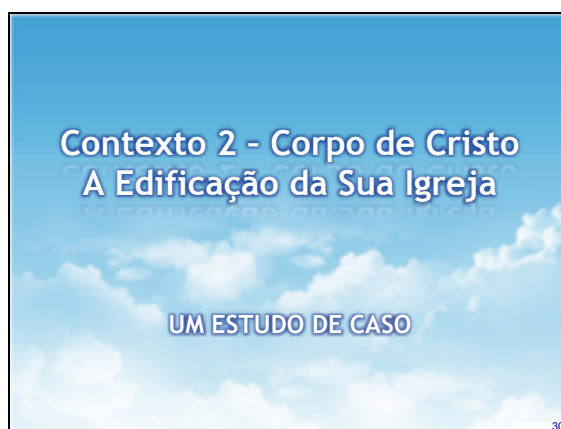 Contexto 2 – Corpo de Cristo
A Edificação da Sua Igreja
UM ESTUDO DE CASO
30